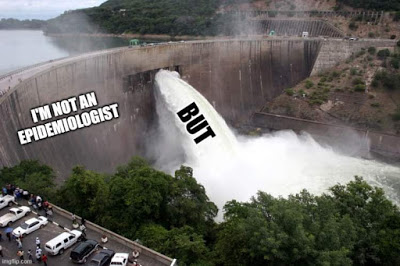 I'M NOT AN
EPIDEMIOLOGIST
BUT
imgflip.com